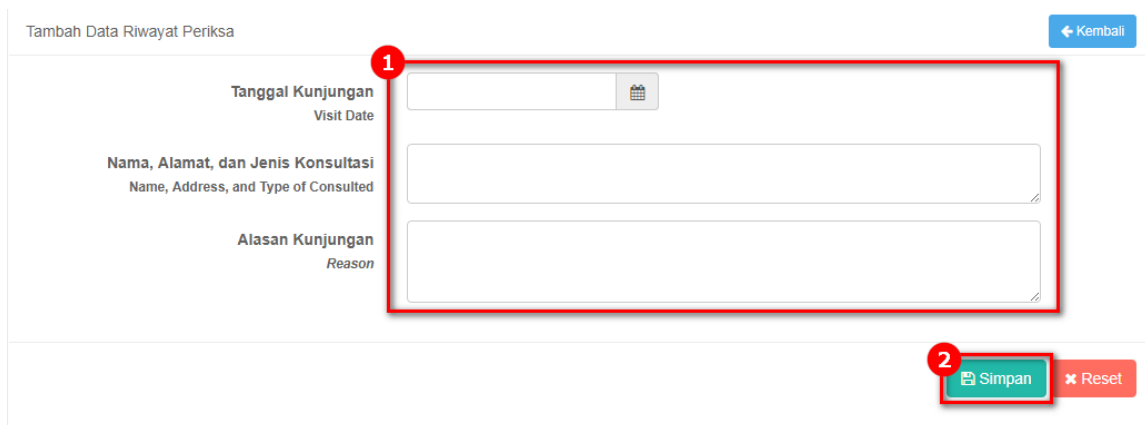 Tambah Data Riwayat Periksa
Kembali
1
Tanggal Kunjungan
Visit Date
Nama, Alamat, dan Jenis Konsultasi
Name, Address, and Type of Consulted
Alasan Kunjungan
Reason
2
Simpan
Reset